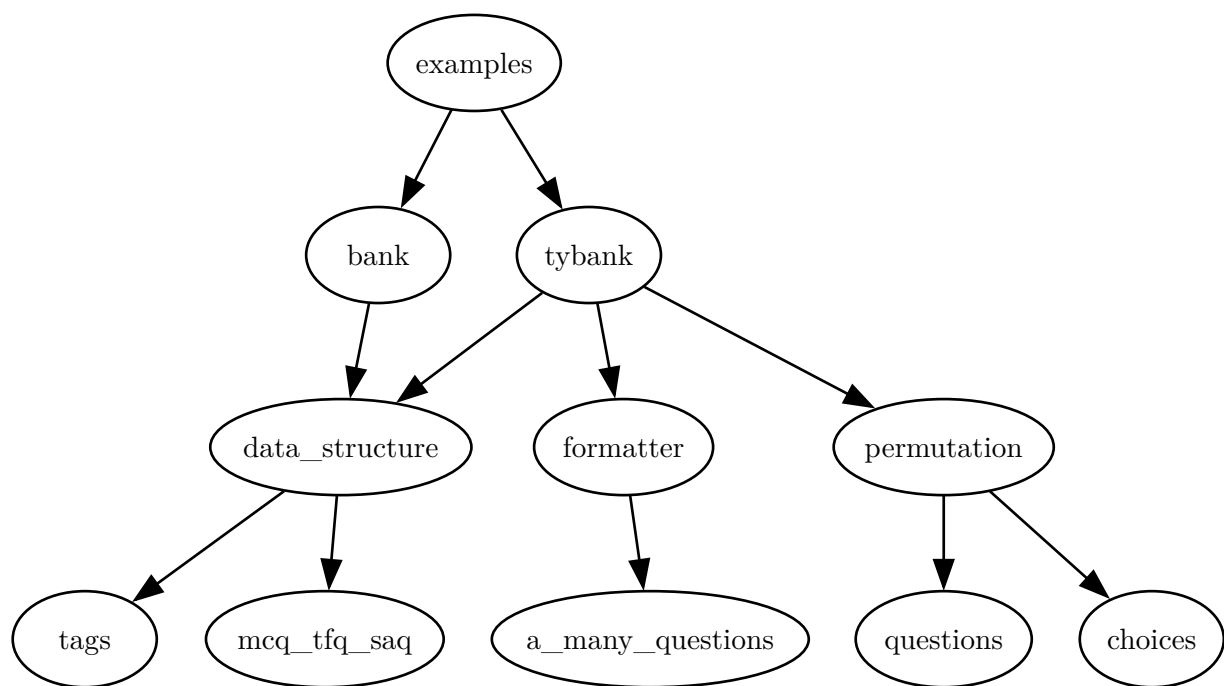 examples
bank
tybank
data_structure
formatter
permutation
tags
mcq_tfq_saq
a_many_questions
questions
choices